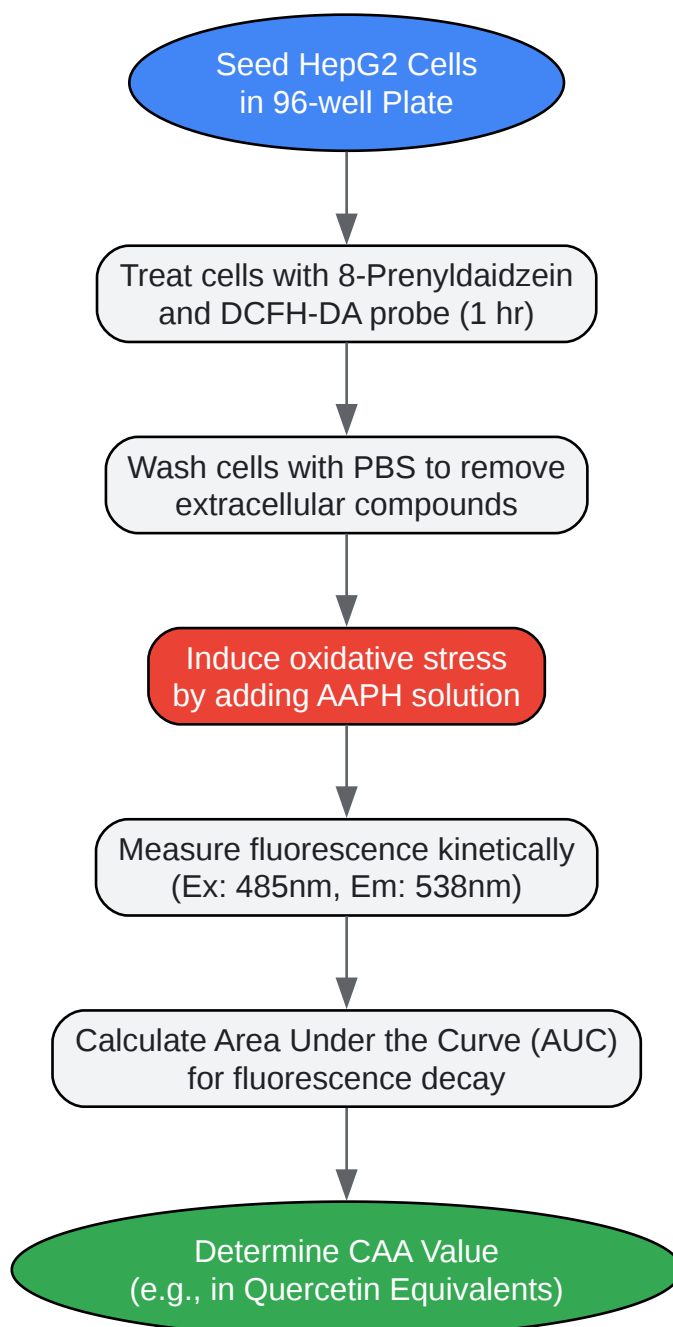 Seed HepG2 Cells
in 96-well Plate
Treat cells with 8-Prenyldaidzein
and DCFH-DA probe (1 hr)
Wash cells with PBS to remove
extracellular compounds
Induce oxidative stress
by adding AAPH solution
Measure fluorescence kinetically
(Ex: 485nm, Em: 538nm)
Calculate Area Under the Curve (AUC)
for fluorescence decay
Determine CAA Value
(e.g., in Quercetin Equivalents)